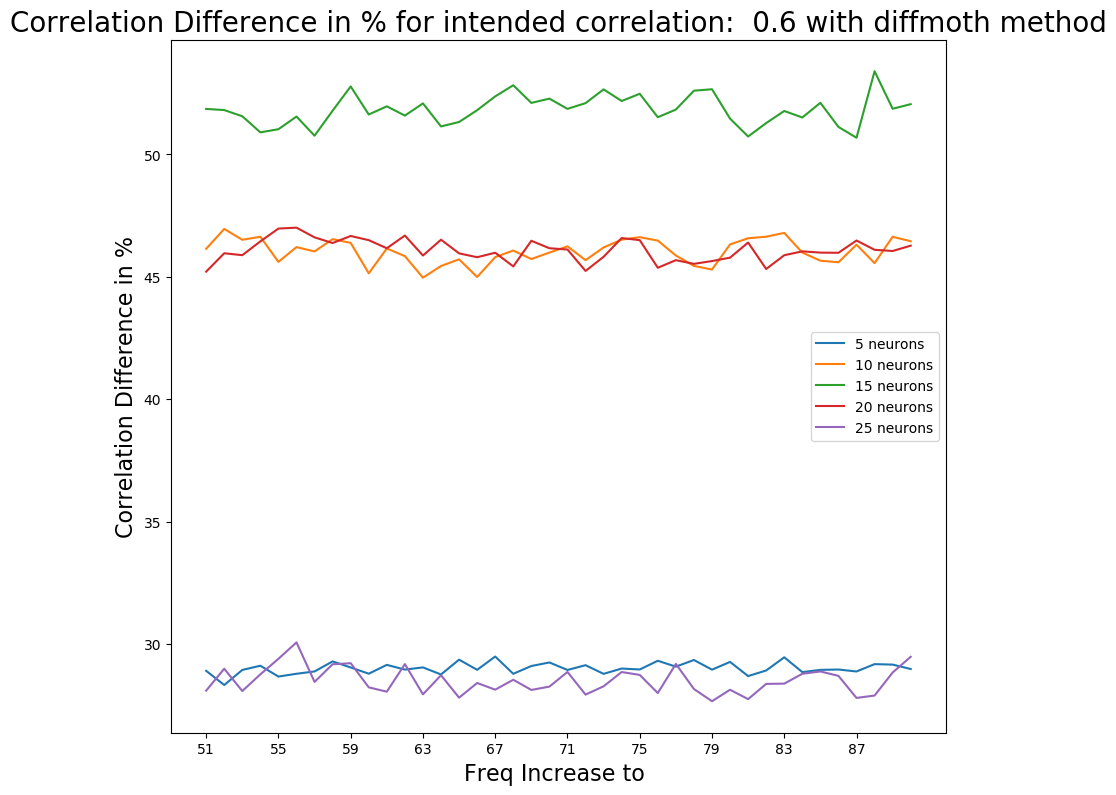 Correlation Difference in % for intended correlation:  0.6 with diffmoth method
Correlation Difference in %
50
45
40
35
30
5 neurons
10 neurons
15 neurons
20 neurons
25 neurons
51 55 59 63 67 71 75 79 83 87
Freq Increase to